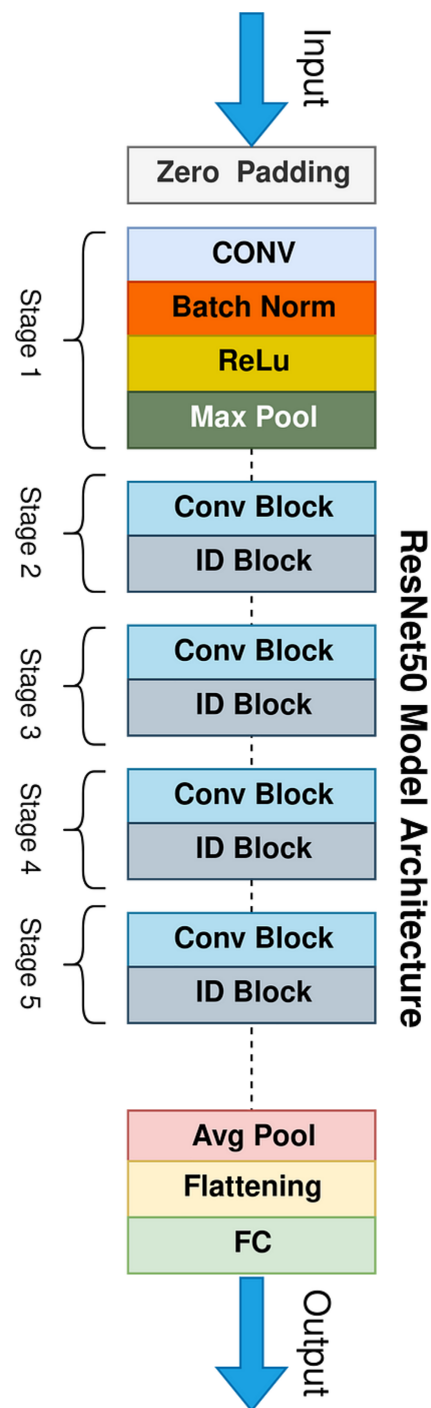 Input
Zero Padding
Stage 1
CONV
Batch Norm
ReLu
Max Pool
Stage 2
Conv Block
ID Block
Stage 3
Conv Block
ID Block
Stage 4
Conv Block
ID Block
Stage 5
Conv Block
ID Block
ResNet50 Model Architecture
Avg Pool
Flattening
FC
Output